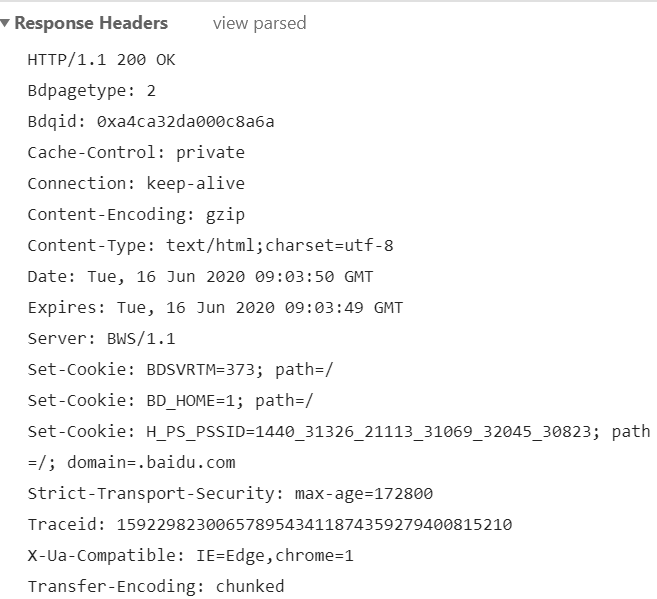 Response Headers view parsed
HTTP/1.1 200 OK
Bdpagetype: 2
Bdqid: 0xa4ca32da000c8a6a
Cache-Control: private
Connection: keep-alive
Content-Encoding: gzip
Content-Type: text/html;charset=utf-8
Date: Tue, 16 Jun 2020 09:03:50 GMT
Expires: Tue, 16 Jun 2020 09:03:49 GMT
Server: BWS/1.1
Set-Cookie: BDSVRTM=373; path=/
Set-Cookie: BD_HOME=1; path=/
Set-Cookie: H_PS_PSSID=1440_31326_21113_31069_32045_30823; path
=/; domain=.baidu.com
Strict-Transport-Security: max-age=172800
Traceid: 1592298230065789543411874359279400815210
X-Ua-Compatible: IE=Edge,chrome=1
Transfer-Encoding: chunked